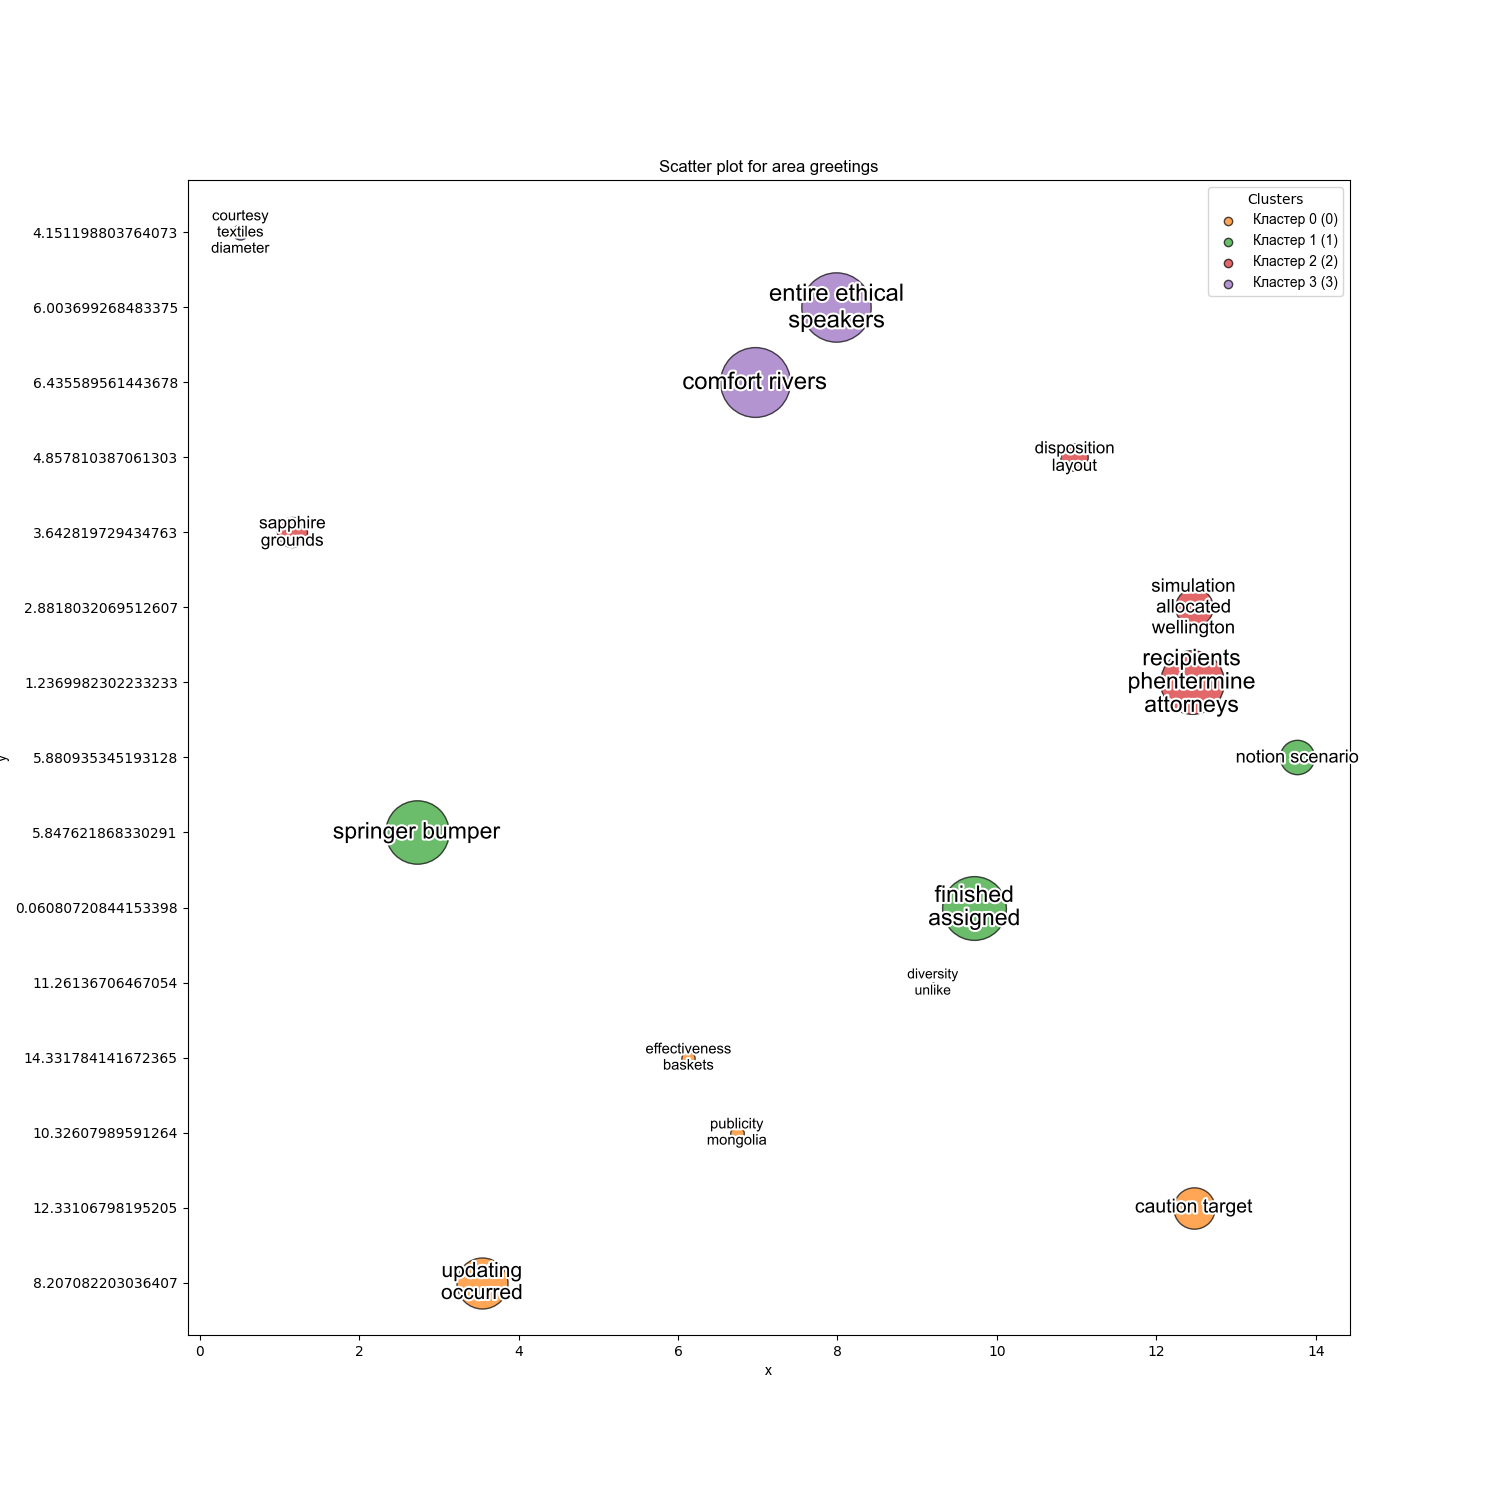 Scatter plot for area greetings
Clusters
Кластер 0 (0)
Кластер 1 (1)
Кластер 2 (2)
Кластер 3 (3)
4.151198803764073
6.003699268483375
6.435589561443678
4.857810387061303
3.642819729434763
2.8818032069512607
1.2369982302233233
5.880935345193128
5.847621868330291
0.06080720844153398
11.26136706467054
14.331784141672365
10.32607989591264
12.33106798195205
8.207082203036407
y
courtesy
textiles
diameter
entire ethical
speakers
comfort rivers
disposition
layout
sapphire
grounds
simulation
allocated
wellington
recipients
phentermine
attorneys
notion scenario
springer bumper
finished
assigned
diversity
unlike
effectiveness
baskets
publicity
mongolia
caution target
updating
occurred
0 2 4 6 8 10 12 14
x